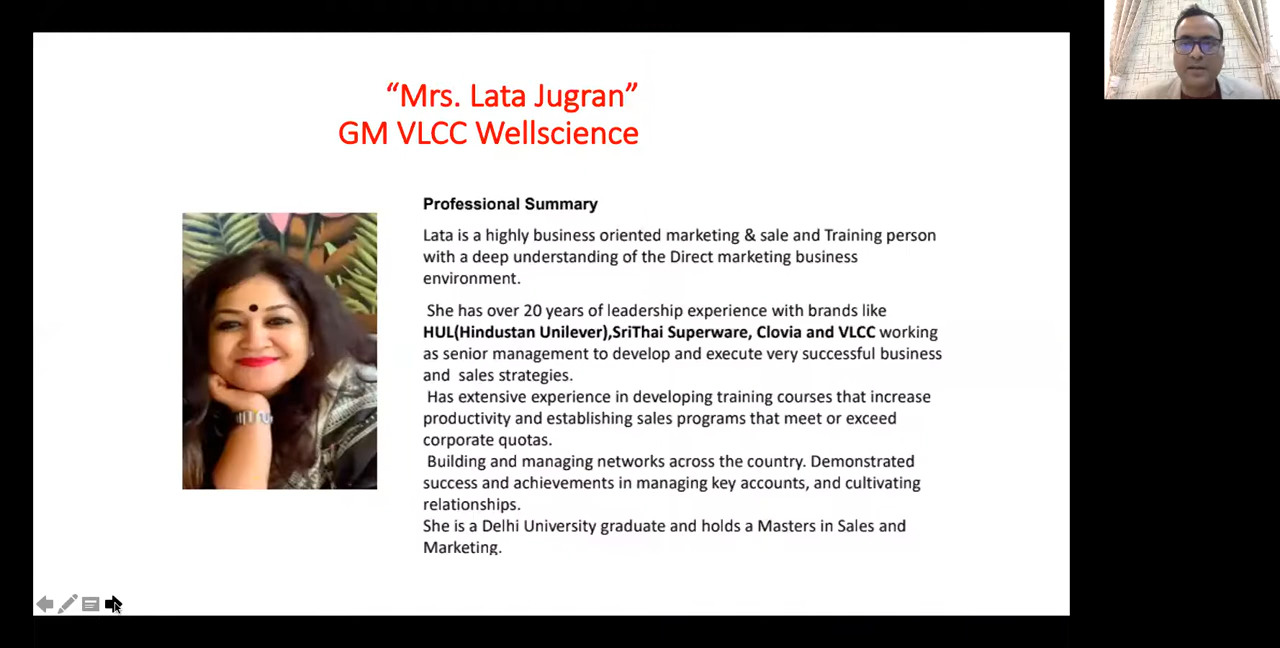 “Mrs. Lata Jugran”
GM VLCC Wellscience
Professional Summary
Lata is a highly business oriented marketing & sale and Training person
with a deep understanding of the Direct marketing business
environment.
She has over 20 years of leadership experience with brands like
HUL(Hindustan Unilever),SriThai Superware, Clovia and VLCC working
as senior management to develop and execute very successful business
and sales strategies.
Has extensive experience in developing training courses that increase
productivity and establishing sales programs that meet or exceed
corporate quotas.
Building and managing networks across the country. Demonstrated
success and achievements in managing key accounts, and cultivating
relationships.
She is a Delhi University graduate and holds a Masters in Sales and
Marketing.